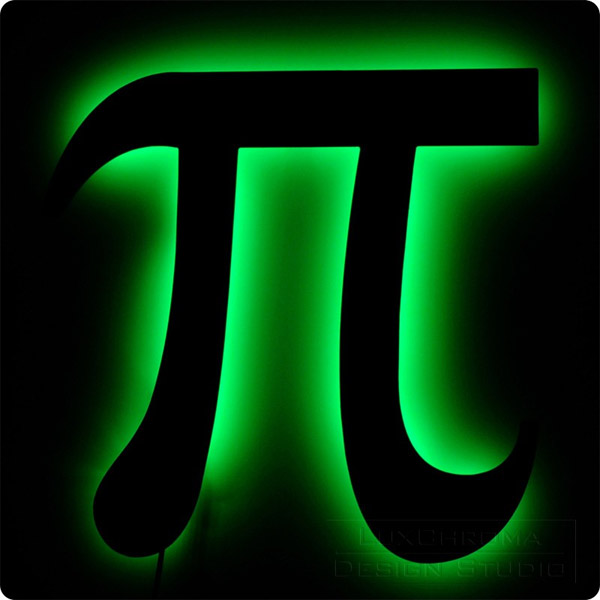 π
LuxChroma
Design Studio